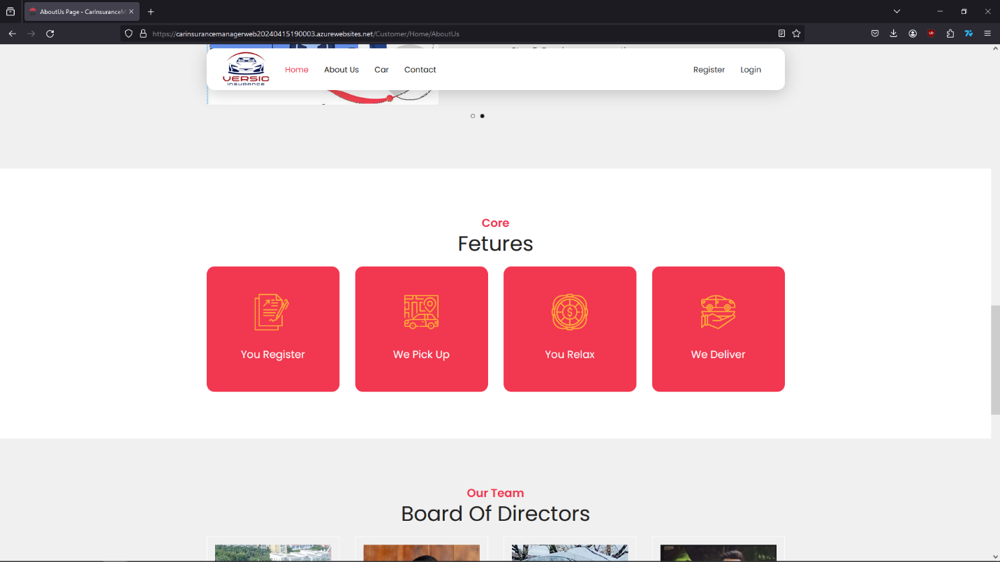 AboutUs Page - CarInsuranceM
https://carinsurancemanagerweb20240415190003.azurewebsites.net/Customer/Home/AboutUs
VERSIC
INSURANCE
Home About Us Car Contact Register Login
Core
Fetures
You Register We Pick Up You Relax We Deliver
$
Our Team
Board Of Directors